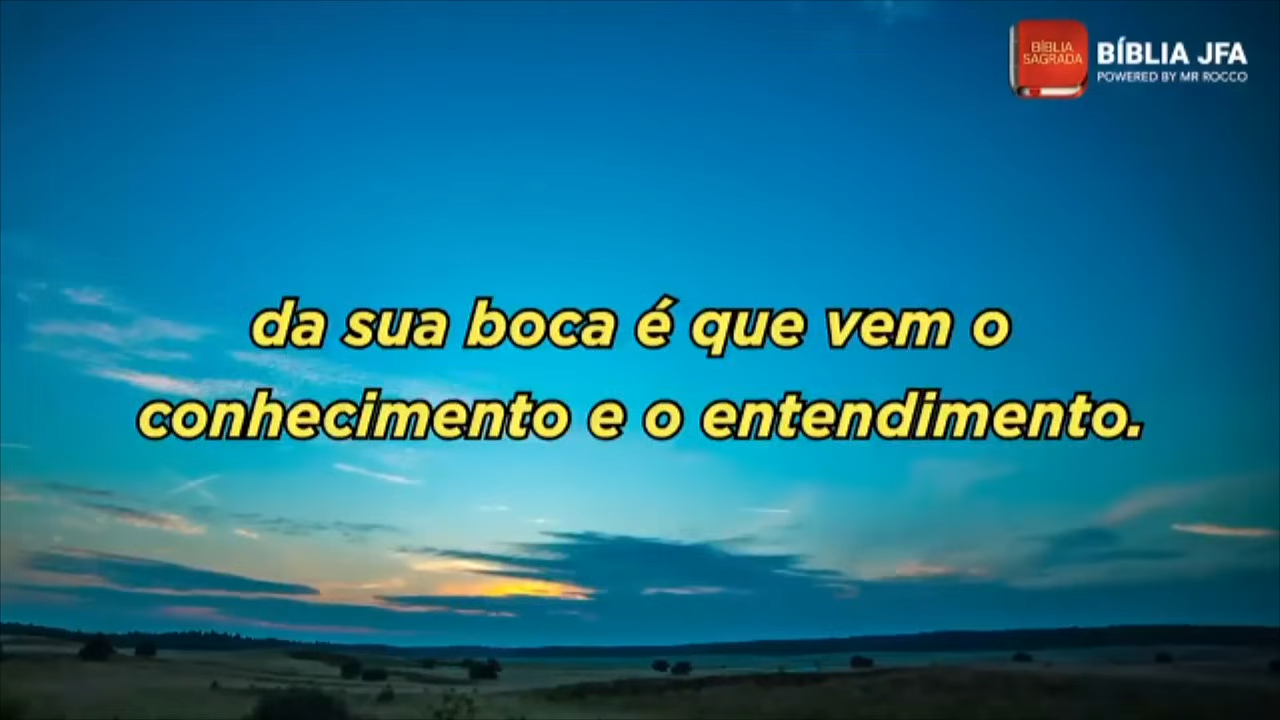 BÍBLIA
SAGRADA
BÍBLIA JFA
POWERED BY MR ROCCO
da sua boca é que vem o
conhecimento e o entendimento.